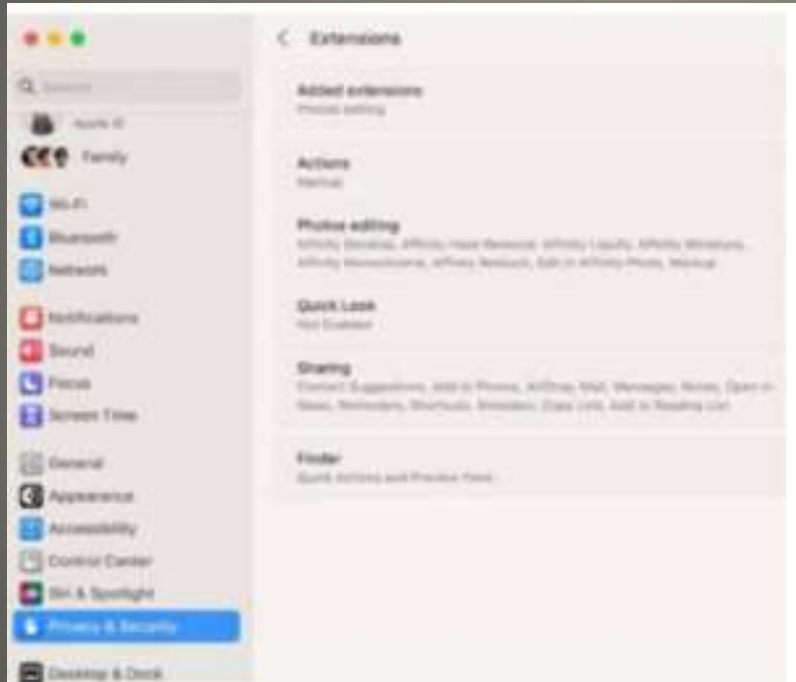 Extensions
Search
Added extensions
Photos editing
Apple ID
Family
Actions
Markup
Wi-Fi
Bluetooth
Network
Photos editing
Affinity Develop, Affinity Haze Removal, Affinity Liquify, Affinity Miniature,
Affinity Monochrome, Affinity Retouch, Edit in Affinity Photo, Markup
Notifications
Sound
Focus
Screen Time
Quick Look
Not Enabled
Sharing
Contact Suggestions, Add to Photos, AirDrop, Mail, Messages, Notes, Open in
News, Reminders, Shortcuts, Simulator, Copy Link, Add to Reading List
General
Appearance
Accessibility
Control Center
Siri & Spotlight
Privacy & Security
Desktop & Dock
Finder
Quick Actions and Preview Pane.